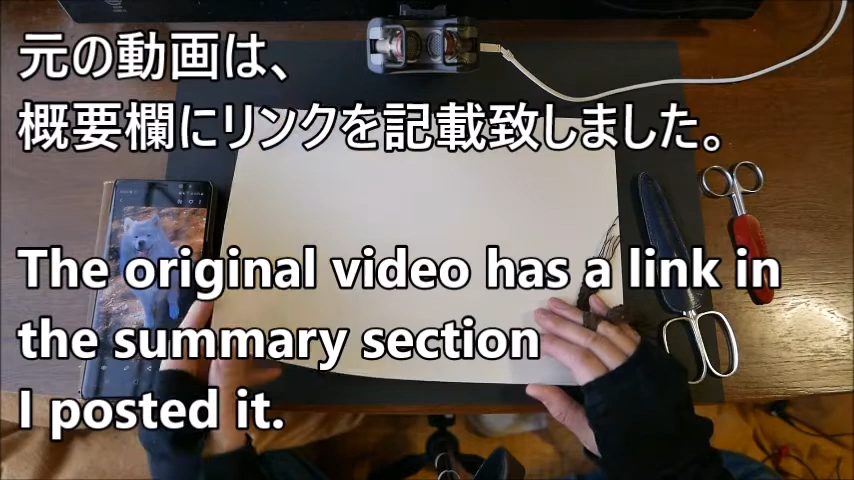 元の動画は、
概要欄にリンクを記載致しました。
The original video has a link in
the summary section
I posted it.